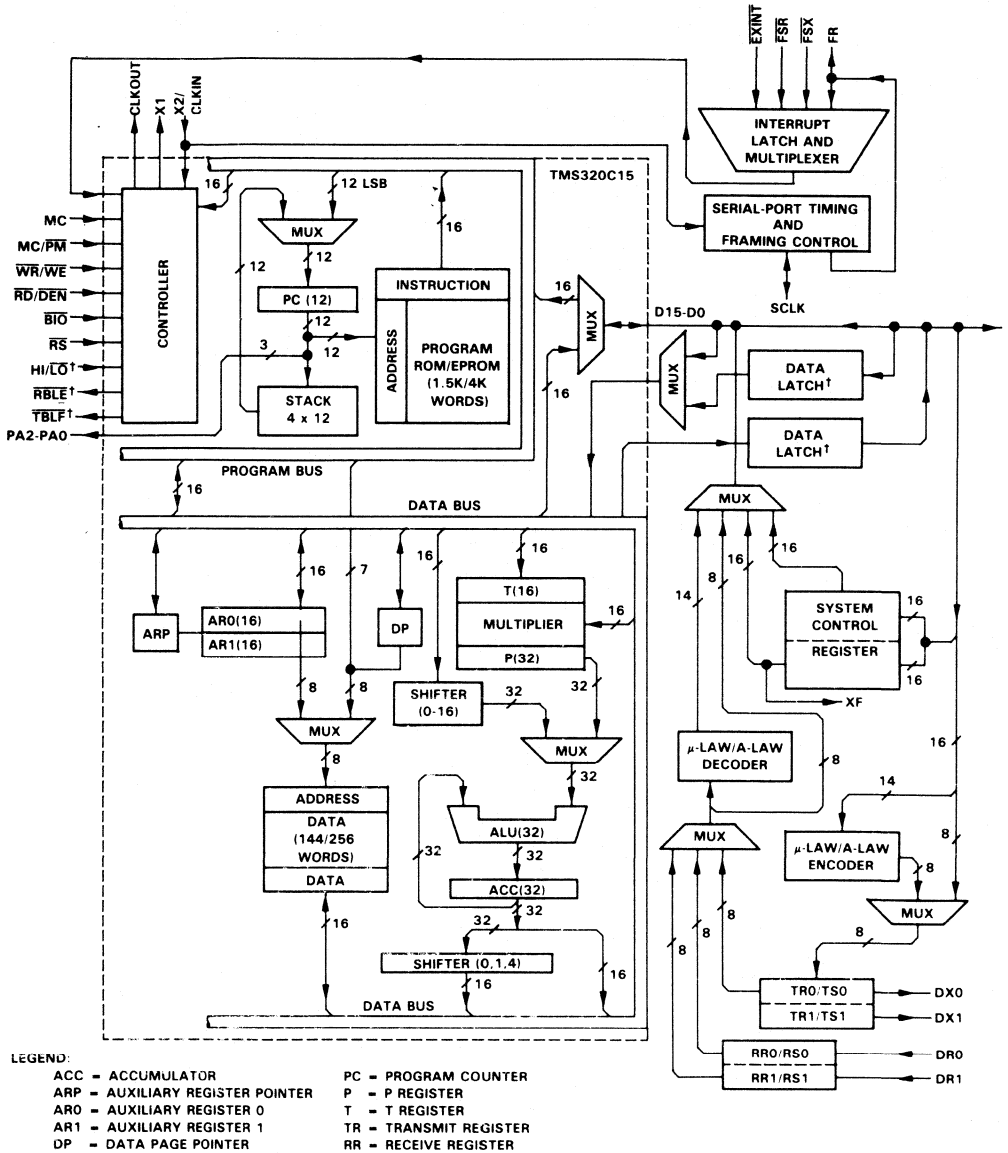 EXINT
FSR
FSX
FR
CLKOUT
X1
X2/
CLKIN
INTERRUPT
LATCH AND
MULTIPLEXER
TMS320C15
16
12 LSB
SERIAL-PORT TIMING
AND
FRAMING CONTROL
SCLK
MC
MC/PM
WR/WE
RD/DEN
BIO
RS
HI/LO†
RBLE†
TBLF†
PA2-PA0
CONTROLLER
MUX
12
12
16
PC (12)
12
12
3
STACK
4 x 12
INSTRUCTION
ADDRESS
PROGRAM
ROM/EPROM
(1.5K/4K
WORDS)
16
MUX
16
D15-D0
MUX
DATA
LATCH†
DATA
LATCH†
PROGRAM BUS
16
DATA BUS
MUX
16
7
16
16
14
8
16
16
ARP
AR0(16)
AR1(16)
DP
T(16)
MULTIPLIER
P(32)
16
SYSTEM
CONTROL
REGISTER
16
16
XF
8
8
SHIFTER
(0-16)
32
32
MUX
MUX
8
32
μ-LAW/A-LAW
DECODER
8
16
ADDRESS
DATA
(144/256
WORDS)
DATA
16
ALU(32)
32
32
ACC(32)
32
32
SHIFTER (0,1,4)
16
16
DATA BUS
MUX
14
μ-LAW/A-LAW
ENCODER
8
8
MUX
8
8
8
8
TR0/TS0
TR1/TS1
DX0
DX1
RR0/RS0
RR1/RS1
DR0
DR1
LEGEND:
ACC = ACCUMULATOR
ARP = AUXILIARY REGISTER POINTER
AR0 = AUXILIARY REGISTER 0
AR1 = AUXILIARY REGISTER 1
DP = DATA PAGE POINTER
PC = PROGRAM COUNTER
P = P REGISTER
T = T REGISTER
TR = TRANSMIT REGISTER
RR = RECEIVE REGISTER